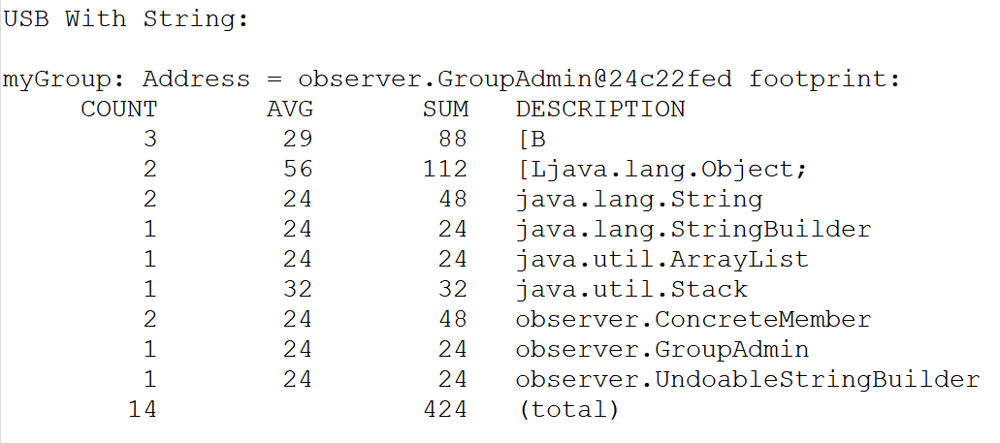 USB With String:
myGroup: Address = observer.GroupAdmin@24c22fed footprint:
COUNT AVG SUM DESCRIPTION
3 29 88 [B
2 56 112 [Ljava.lang.Object;
2 24 48 java.lang.String
1 24 24 java.lang.StringBuilder
1 24 24 java.util.ArrayList
1 32 32 java.util.Stack
2 24 48 observer.ConcreteMember
1 24 24 observer.GroupAdmin
1 24 24 observer.UndoableStringBuilder
14 424 (total)